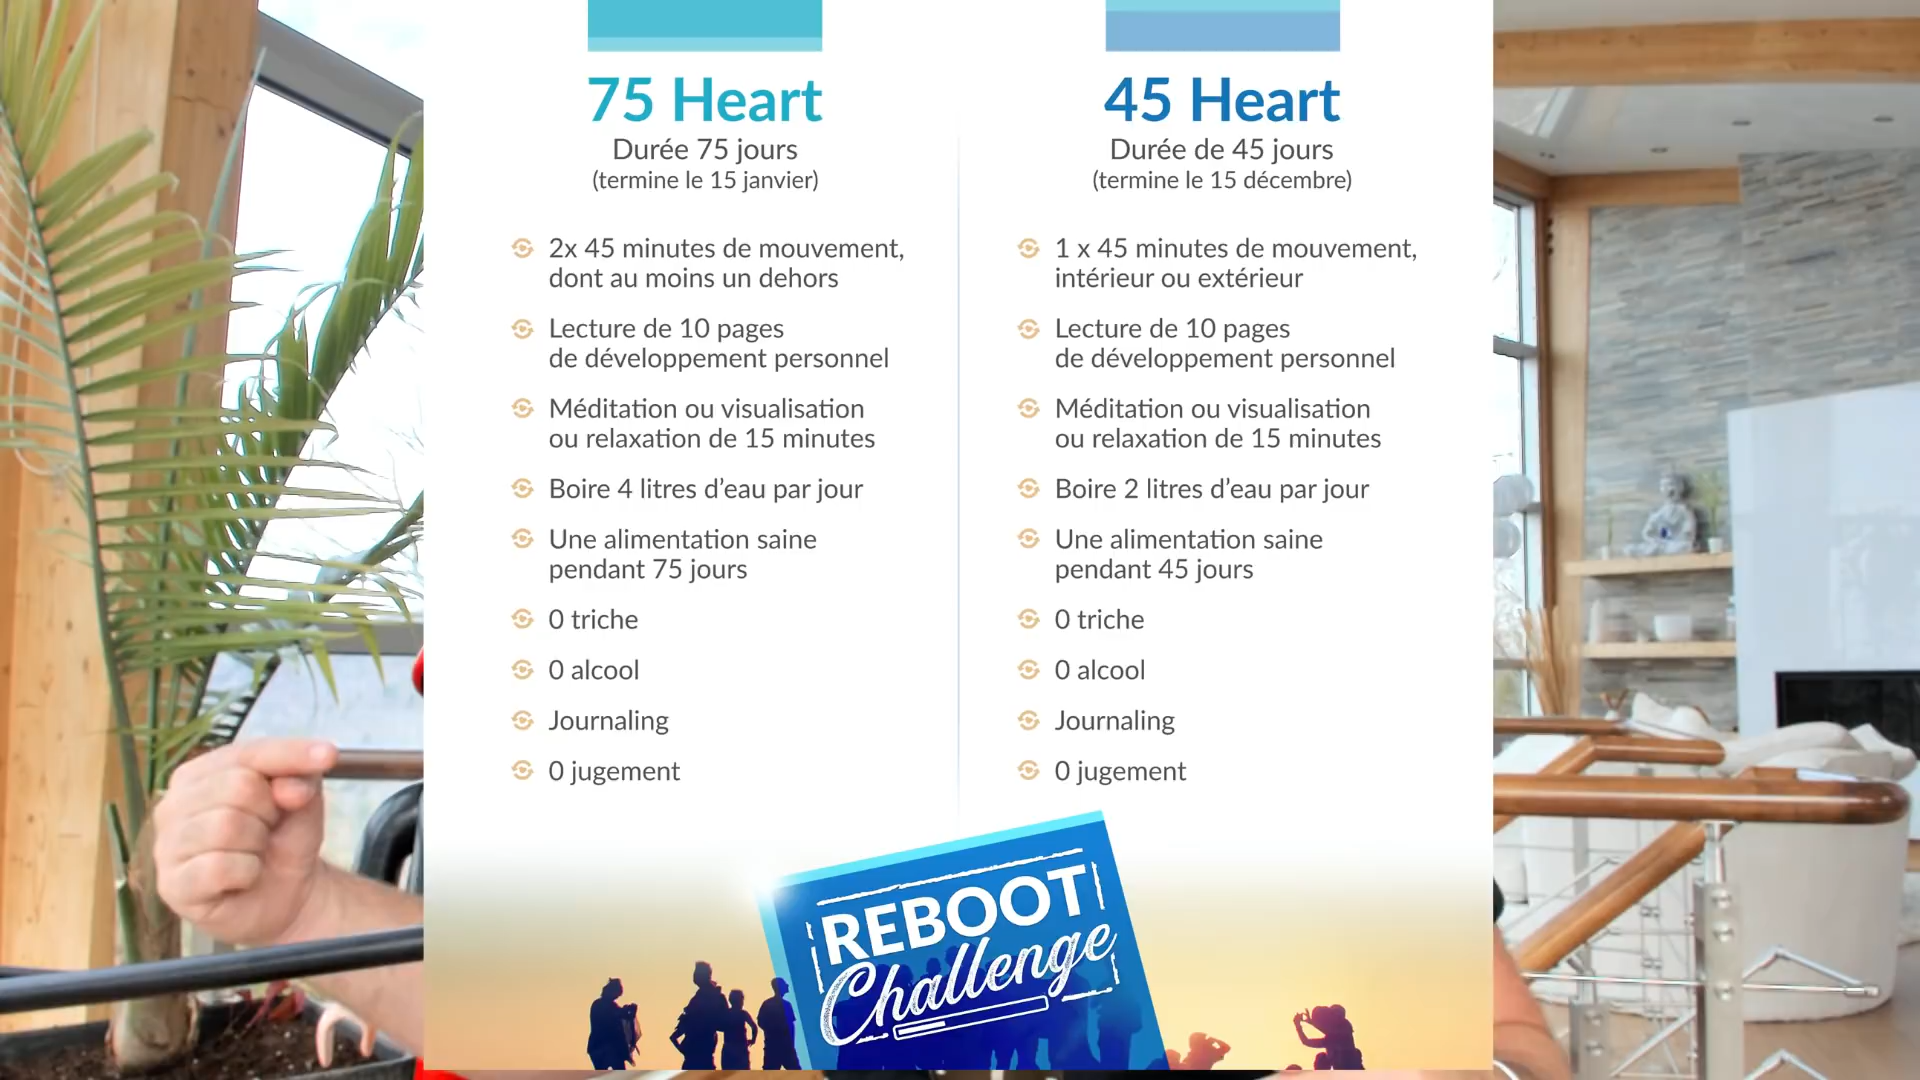 75 Heart
Durée 75 jours
(termine le 15 janvier)
2x 45 minutes de mouvement,
dont au moins un dehors
Lecture de 10 pages
de développement personnel
Méditation ou visualisation
ou relaxation de 15 minutes
Boire 4 litres d’eau par jour
Une alimentation saine
pendant 75 jours
0 triche
0 alcool
Journaling
0 jugement
45 Heart
Durée de 45 jours
(termine le 15 décembre)
1 x 45 minutes de mouvement,
intérieur ou extérieur
Lecture de 10 pages
de développement personnel
Méditation ou visualisation
ou relaxation de 15 minutes
Boire 2 litres d’eau par jour
Une alimentation saine
pendant 45 jours
0 triche
0 alcool
Journaling
0 jugement
REBOOT
Challenge